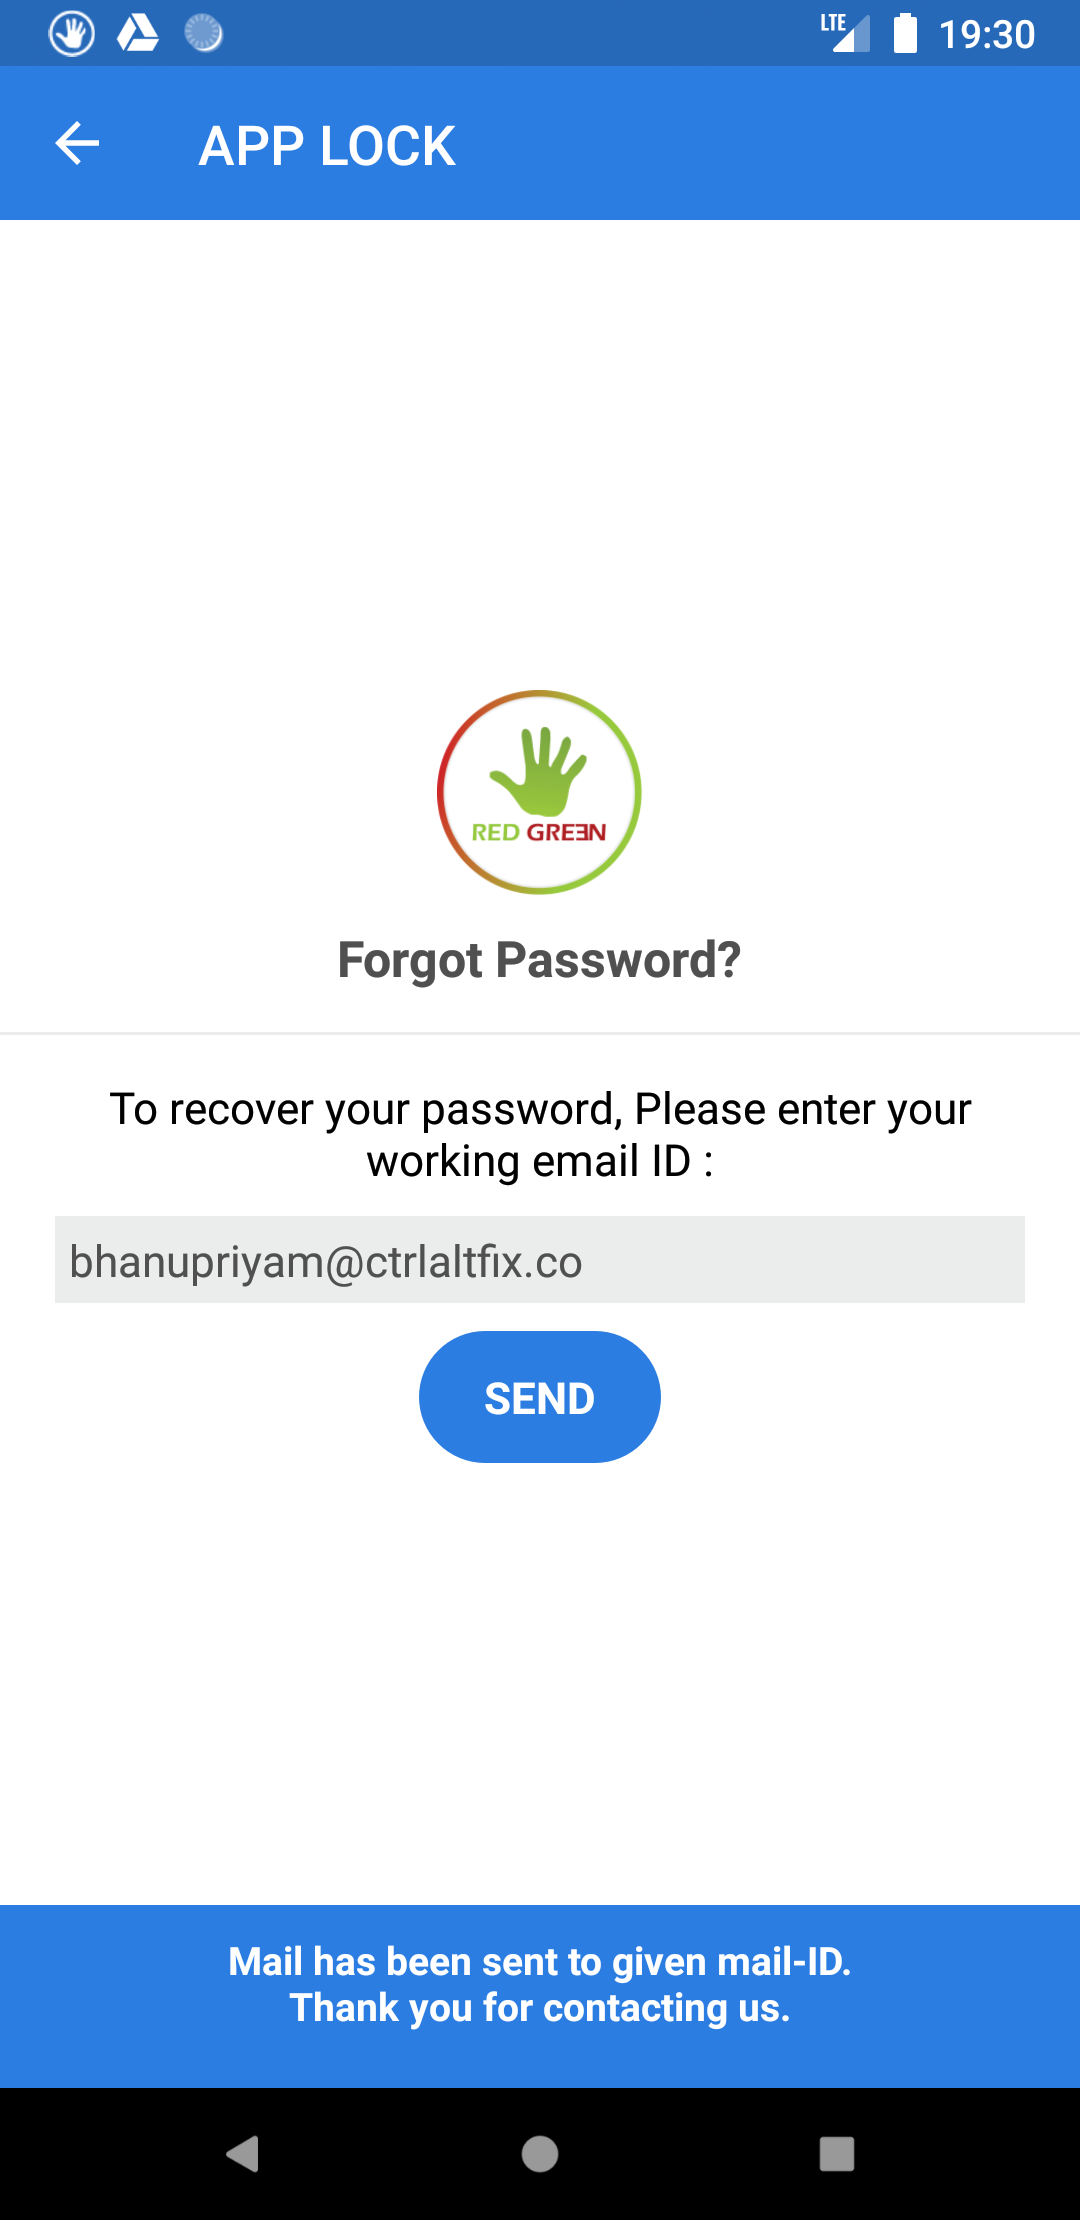 LTE 19:30
APP LOCK
RED GREEN
Forgot Password?
To recover your password, Please enter your
working email ID :
bhanupriyam@ctrlaltfix.co
SEND
Mail has been sent to given mail-ID.
Thank you for contacting us.